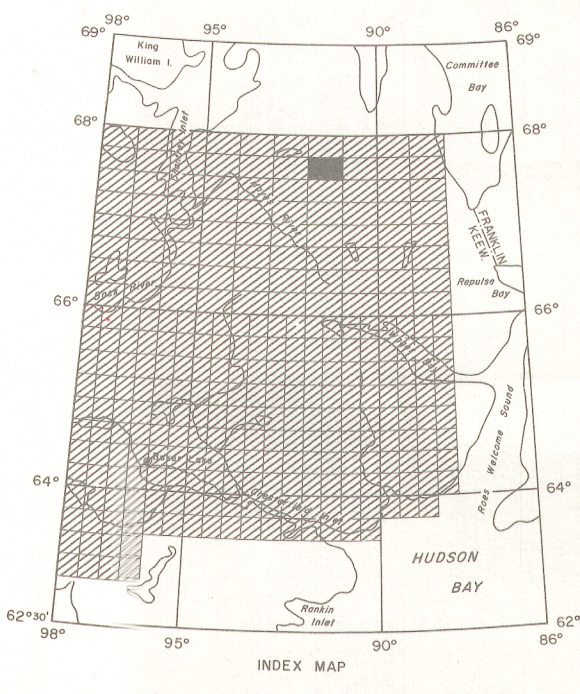 98°
95°
90°
86°
69°
69°
King
William I.
Committee
Bay
68°
68°
Chantrey Inlet
Hayes River
FRANKLIN
KEEW.
Back River
Repulse
Bay
66°
66°
Roes Welcome Sound
Baker Lake
64°
64°
Chesterfield Inlet
HUDSON
BAY
Rankin
Inlet
62°30'
62°
98°
95°
90°
86°
INDEX MAP